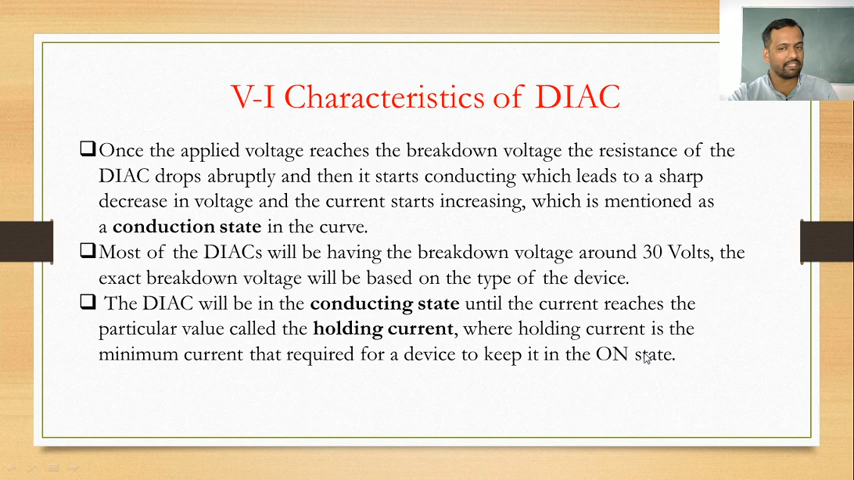 V-I Characteristics of DIAC
❑Once the applied voltage reaches the breakdown voltage the resistance of the
DIAC drops abruptly and then it starts conducting which leads to a sharp
decrease in voltage and the current starts increasing, which is mentioned as
a conduction state in the curve.
❑Most of the DIACs will be having the breakdown voltage around 30 Volts, the
exact breakdown voltage will be based on the type of the device.
❑ The DIAC will be in the conducting state until the current reaches the
particular value called the holding current, where holding current is the
minimum current that required for a device to keep it in the ON state.